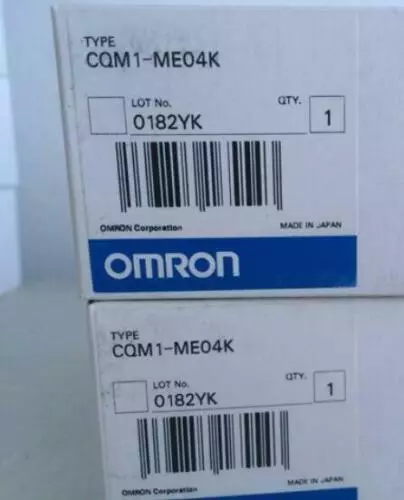 TYPE
CQM1-ME04K
LOT No. QTY.
0182YK 1
OMRON Corporation MADE IN JAPAN
OMRON
TYPE
CQM1-ME04K
LOT No. QTY.
0182YK 1
OMRON Corporation MADE IN JAPAN